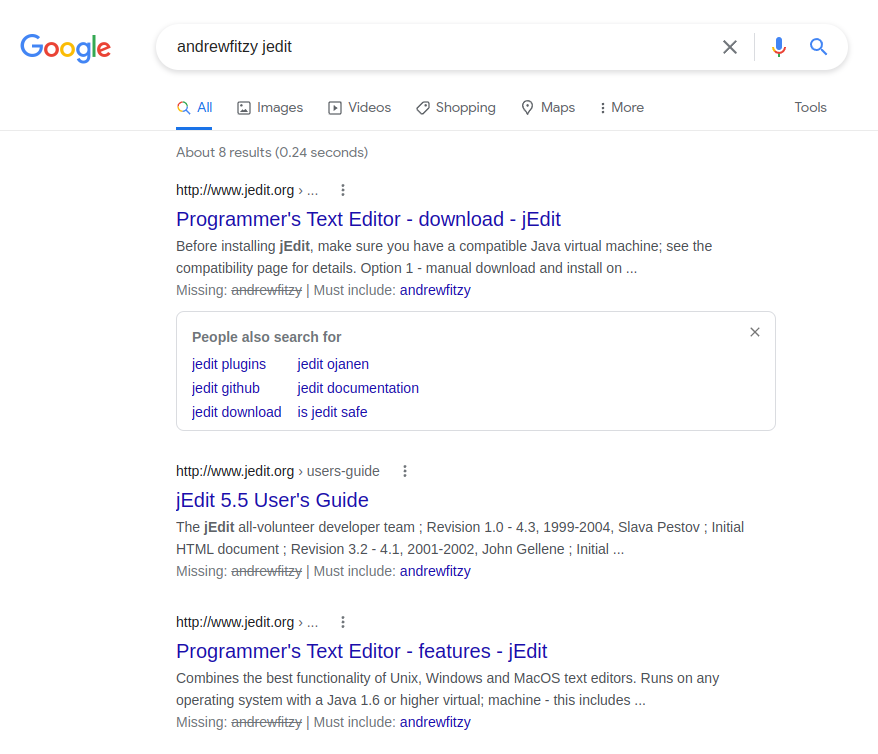 Google
andrewfitzy jedit
All Images Videos Shopping Maps More Tools
About 8 results (0.24 seconds)
http://www.jedit.org › ...
Programmer's Text Editor - download - jEdit
Before installing jEdit, make sure you have a compatible Java virtual machine; see the
compatibility page for details. Option 1 - manual download and install on ...
Missing: andrewfitzy | Must include: andrewfitzy
People also search for
jedit plugins jedit ojanen
jedit github jedit documentation
jedit download is jedit safe
http://www.jedit.org › users-guide
jEdit 5.5 User's Guide
The jEdit all-volunteer developer team ; Revision 1.0 - 4.3, 1999-2004, Slava Pestov ; Initial
HTML document ; Revision 3.2 - 4.1, 2001-2002, John Gellene ; Initial ...
Missing: andrewfitzy | Must include: andrewfitzy
http://www.jedit.org › ...
Programmer's Text Editor - features - jEdit
Combines the best functionality of Unix, Windows and MacOS text editors. Runs on any
operating system with a Java 1.6 or higher virtual; machine - this includes ...
Missing: andrewfitzy | Must include: andrewfitzy